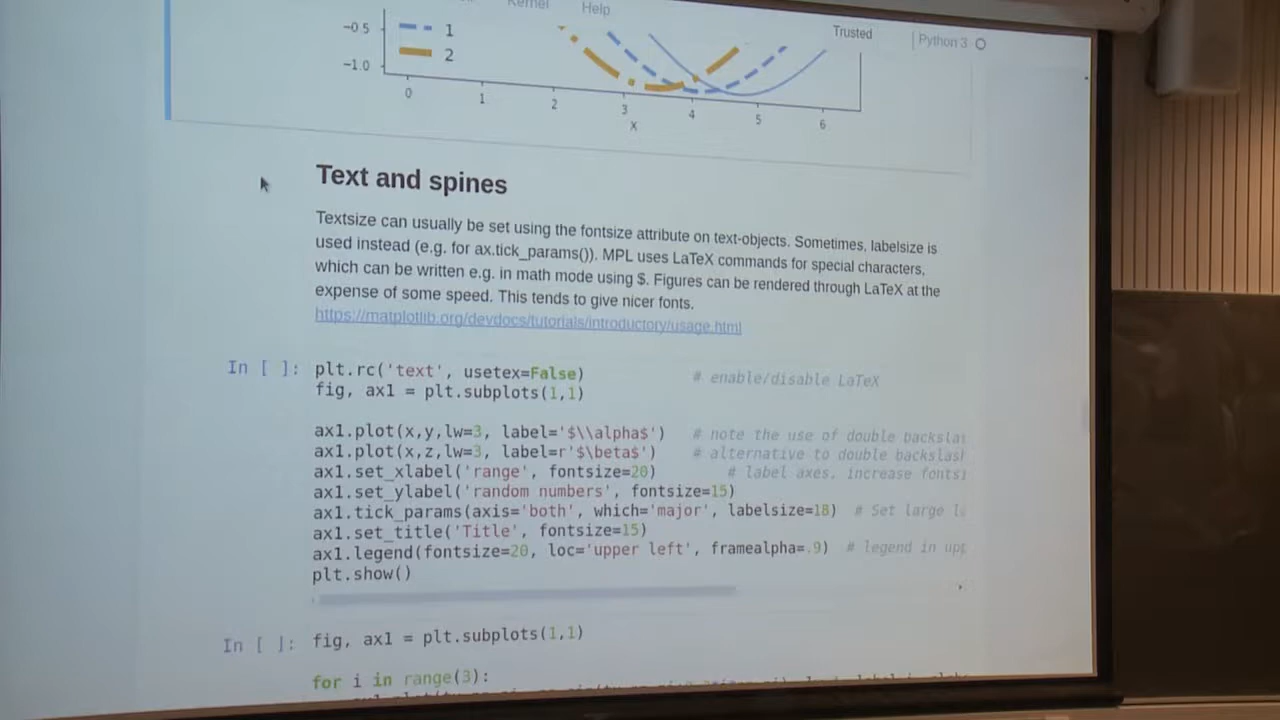 Kernel Help
Trusted
Python 3
-0.5
-1.0
1
2
0 1 2 3 4 5 6
x
Text and spines
Textsize can usually be set using the fontsize attribute on text-objects. Sometimes, labelsize is
used instead (e.g. for ax.tick_params()). MPL uses LaTeX commands for special characters,
which can be written e.g. in math mode using $. Figures can be rendered through LaTeX at the
expense of some speed. This tends to give nicer fonts.
https://matplotlib.org/devdocs/tutorials/introductory/usage.html
In [ ]: plt.rc('text', usetex=False) # enable/disable LaTeX
fig, ax1 = plt.subplots(1,1)
ax1.plot(x,y,lw=3, label='$\\alpha$') # note the use of double backslas
ax1.plot(x,z,lw=3, label=r'$\beta$') # alternative to double backslash
ax1.set_xlabel('range', fontsize=20) # label axes, increase fontsi
ax1.set_ylabel('random numbers', fontsize=15)
ax1.tick_params(axis='both', which='major', labelsize=18) # Set large l
ax1.set_title('Title', fontsize=15)
ax1.legend(fontsize=20, loc='upper left', framealpha=.9) # legend in upp
plt.show()
In [ ]: fig, ax1 = plt.subplots(1,1)
for i in range(3):